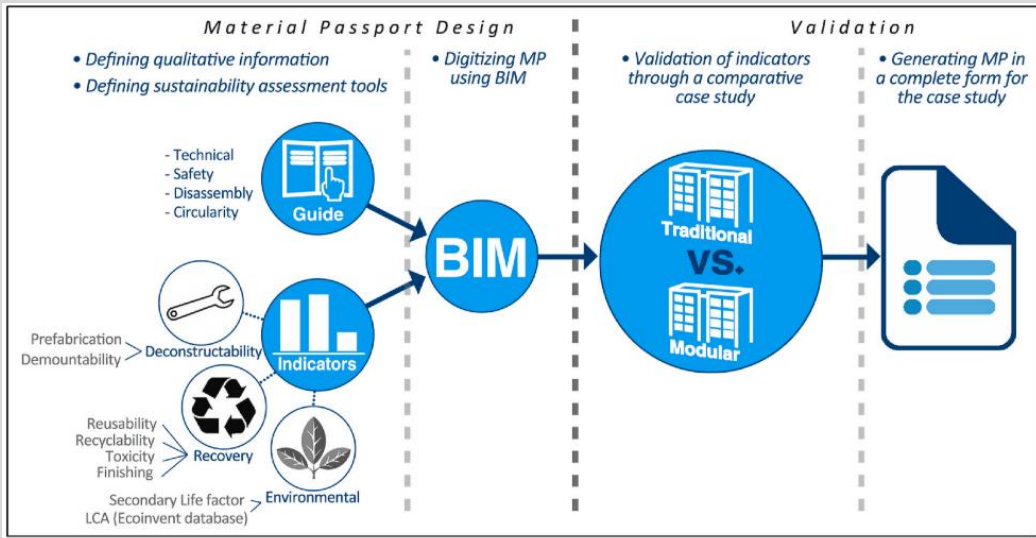 Material Passport Design
Validation
• Defining qualitative information
• Defining sustainability assessment tools
• Digitizing MP
using BIM
• Validation of indicators
through a comparative
case study
• Generating MP in
a complete form for
the case study
- Technical
- Safety
- Disassembly
- Circularity
Guide
BIM
Traditional
VS.
Modular
Indicators
Prefabrication
Demountability
Deconstructability
Reusability
Recyclability
Toxicity
Finishing
Recovery
Secondary Life factor
LCA (Ecoinvent database)
Environmental